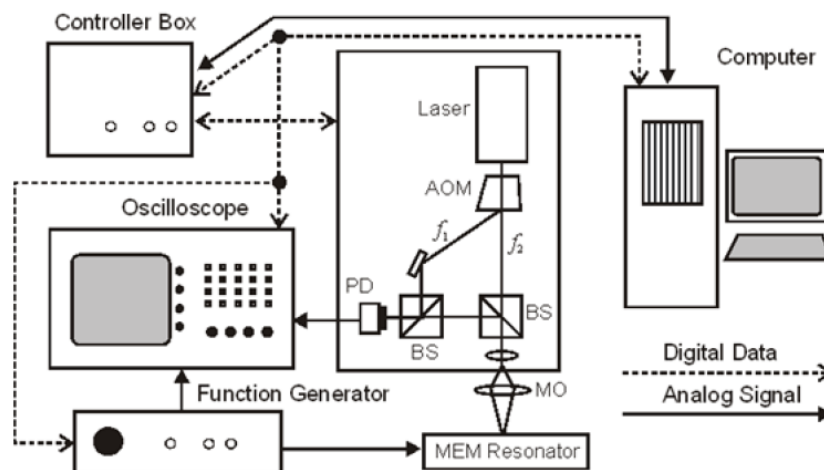 Controller Box
Computer
Laser
AOM
Oscilloscope
f₁
f₂
PD
BS
BS
Digital Data
Function Generator
MO
Analog Signal
MEM Resonator